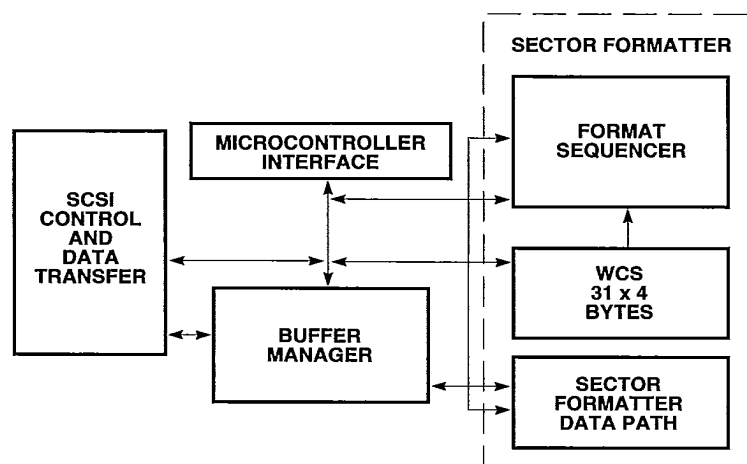 SECTOR FORMATTER
FORMAT
SEQUENCER
MICROCONTROLLER
INTERFACE
SCSI
CONTROL
AND
DATA
TRANSFER
WCS
31 x 4
BYTES
BUFFER
MANAGER
SECTOR
FORMATTER
DATA PATH